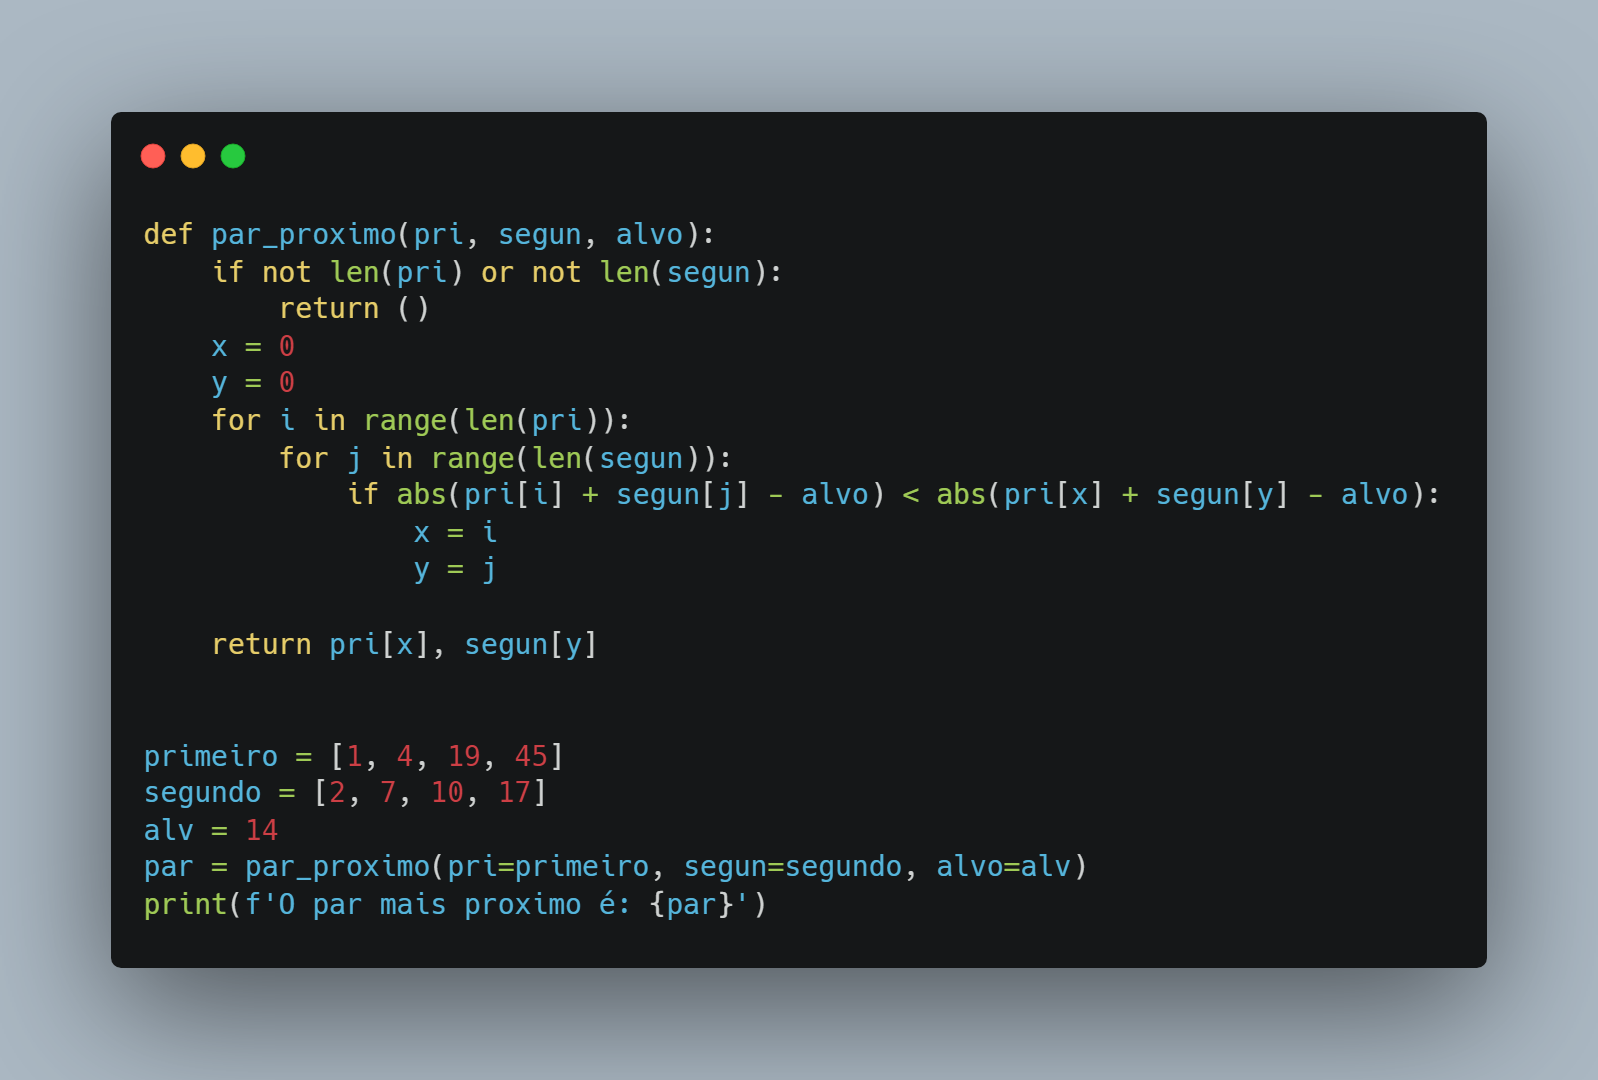 def par_proximo(pri, segun, alvo):
    if not len(pri) or not len(segun):
        return ()
    x = 0
    y = 0
    for i in range(len(pri)):
        for j in range(len(segun)):
            if abs(pri[i] + segun[j] - alvo) < abs(pri[x] + segun[y] - alvo):
                x = i
                y = j
    return pri[x], segun[y]
primeiro = [1, 4, 19, 45]
segundo = [2, 7, 10, 17]
alv = 14
par = par_proximo(pri=primeiro, segun=segundo, alvo=alv)
print(f'O par mais proximo é: {par}')